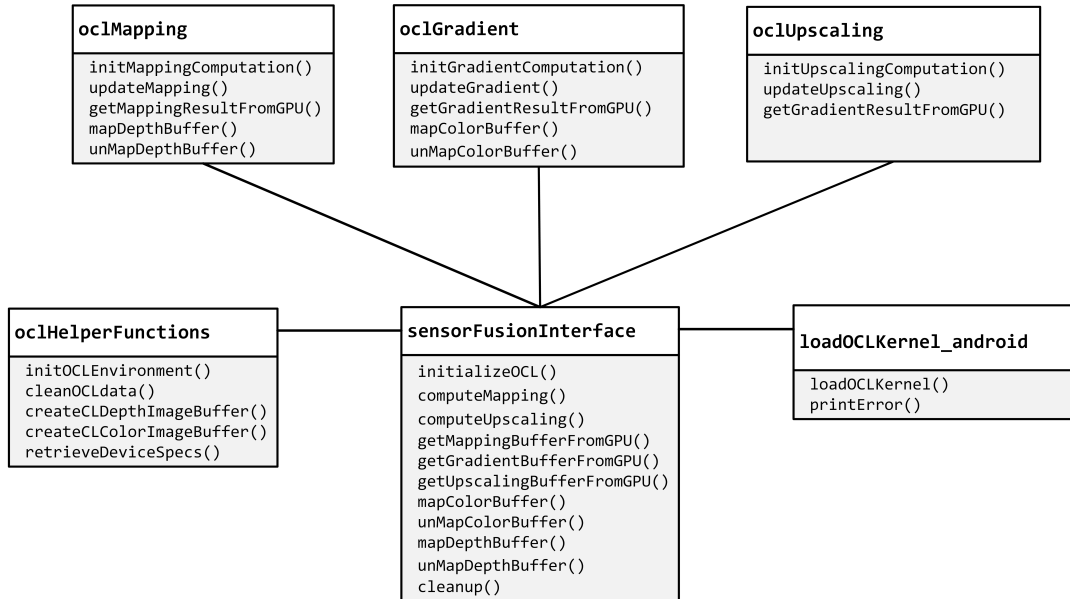 oclMapping
initMappingComputation()
updateMapping()
getMappingResultFromGPU()
mapDepthBuffer()
unMapDepthBuffer()
oclGradient
initGradientComputation()
updateGradient()
getGradientResultFromGPU()
mapColorBuffer()
unMapColorBuffer()
oclUpscaling
initUpscalingComputation()
updateUpscaling()
getGradientResultFromGPU()
oclHelperFunctions
initOCLEnvironment()
cleanOCLdata()
createCLDepthImageBuffer()
createCLColorImageBuffer()
retrieveDeviceSpecs()
sensorFusionInterface
initializeOCL()
computeMapping()
computeUpscaling()
getMappingBufferFromGPU()
getGradientBufferFromGPU()
getUpscalingBufferFromGPU()
mapColorBuffer()
unMapColorBuffer()
mapDepthBuffer()
unMapDepthBuffer()
cleanup()
loadOCLKernel_android
loadOCLKernel()
printError()